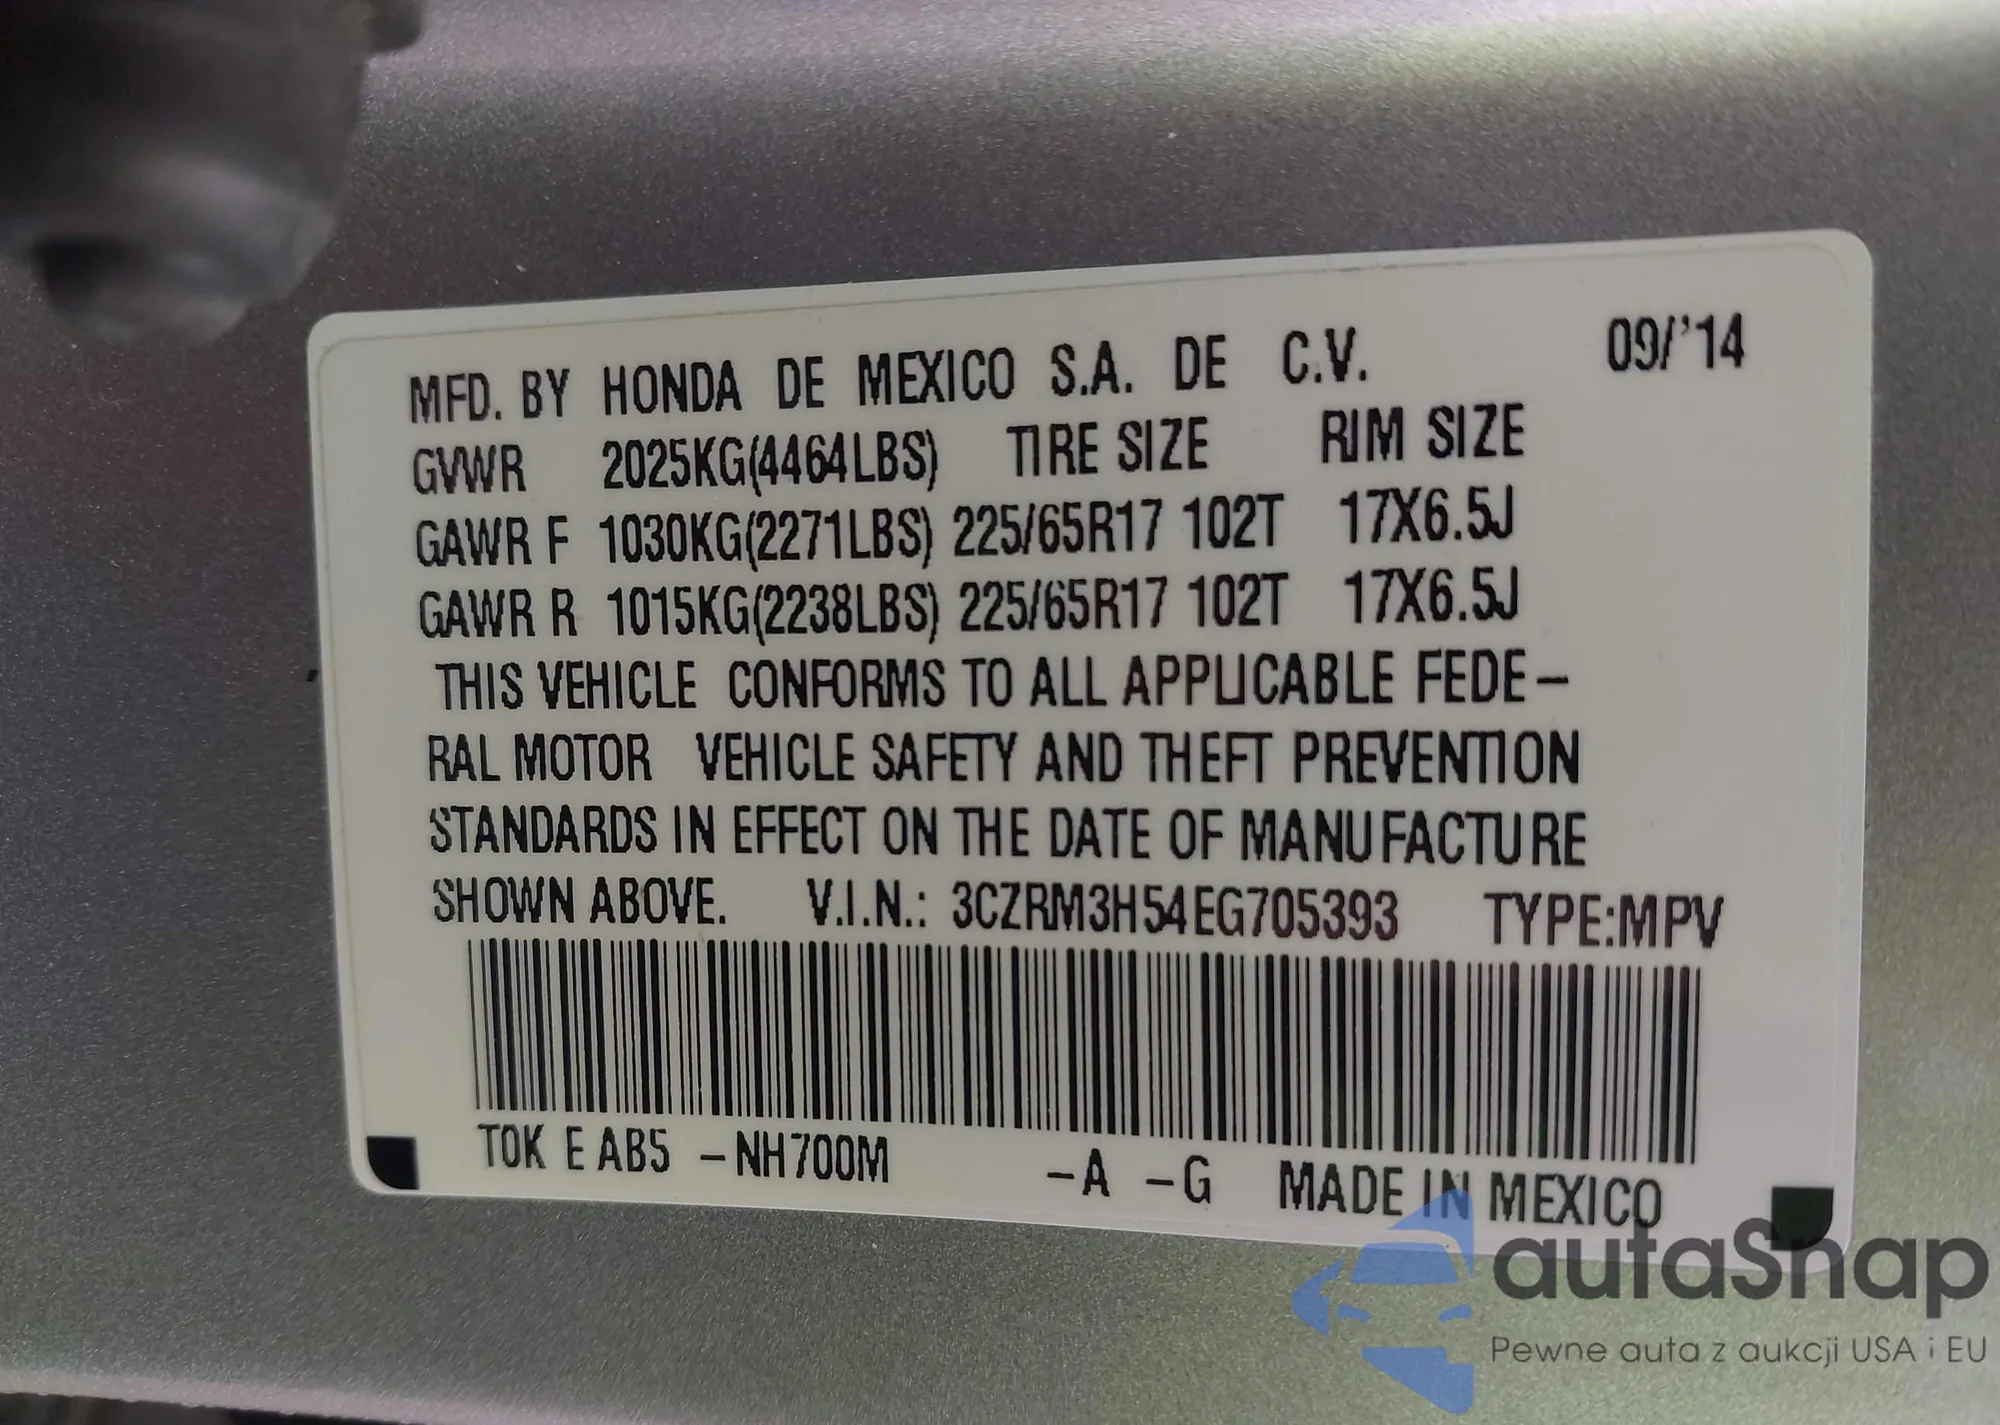 MFD. BY HONDA DE MEXICO S.A. DE C.V. 09/'14
GVWR 2025KG(4464LBS) TIRE SIZE RIM SIZE
GAWR F 1030KG(2271LBS) 225/65R17 102T 17X6.5J
GAWR R 1015KG(2238LBS) 225/65R17 102T 17X6.5J
THIS VEHICLE CONFORMS TO ALL APPLICABLE FEDE-
RAL MOTOR VEHICLE SAFETY AND THEFT PREVENTION
STANDARDS IN EFFECT ON THE DATE OF MANUFACTURE
SHOWN ABOVE. V.I.N.: 3CZRM3H54EG705393 TYPE:MPV
T0K E AB5 -NH700M -A -G MADE IN MEXICO
autaSnap
Pewne auta z aukcji USA i EU